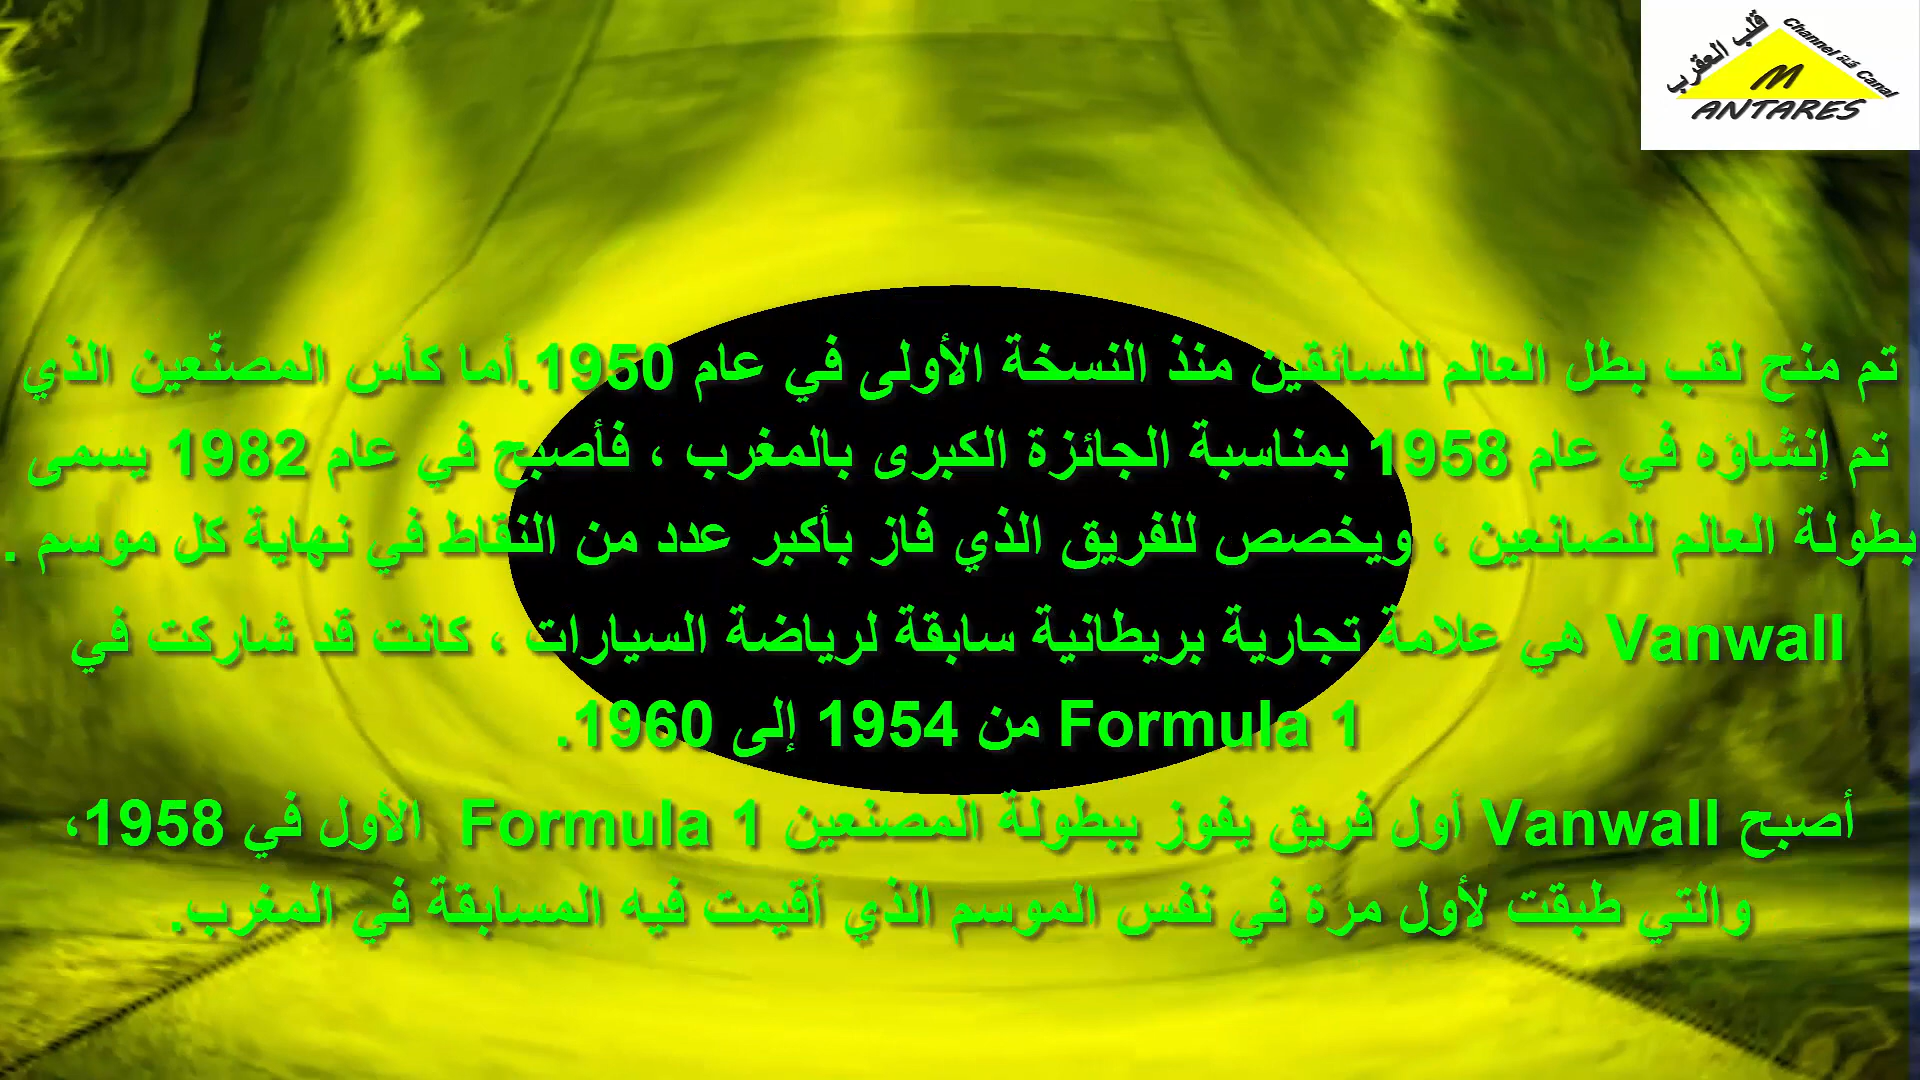 قلب العقرب
Channel قناة Canal
M
ANTARES
تم منح لقب بطل العالم للسائقين منذ النسخة الأولى في عام 1950.أما كأس المصنّعين الذي
تم إنشاؤه في عام 1958 بمناسبة الجائزة الكبرى بالمغرب ، فأصبح في عام 1982 يسمى
بطولة العالم للصانعين ، ويخصص للفريق الذي فاز بأكبر عدد من النقاط في نهاية كل موسم .
Vanwall هي علامة تجارية بريطانية سابقة لرياضة السيارات ، كانت قد شاركت في
Formula 1 من 1954 إلى 1960.
أصبح Vanwall أول فريق يفوز ببطولة المصنعين Formula 1 الأول في 1958،
والتي طبقت لأول مرة في نفس الموسم الذي أقيمت فيه المسابقة في المغرب.